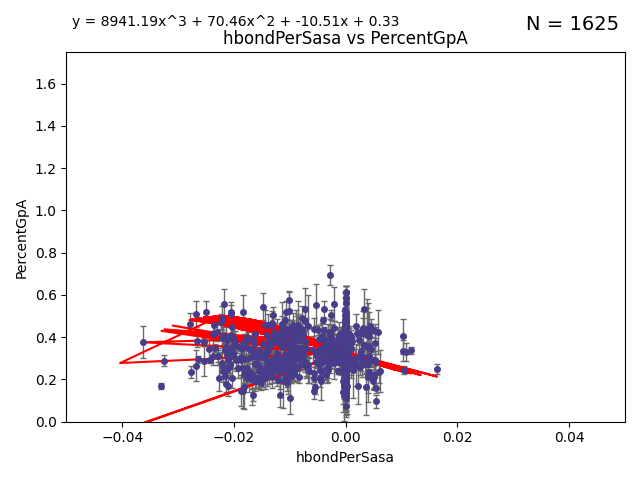 y = 8941.19x^3 + 70.46x^2 + -10.51x + 0.33
N = 1625
hbondPerSasa vs PercentGpA
PercentGpA
1.6
1.4
1.2
1.0
0.8
0.6
0.4
0.2
0.0
−0.04
−0.02
0.00
0.02
0.04
hbondPerSasa